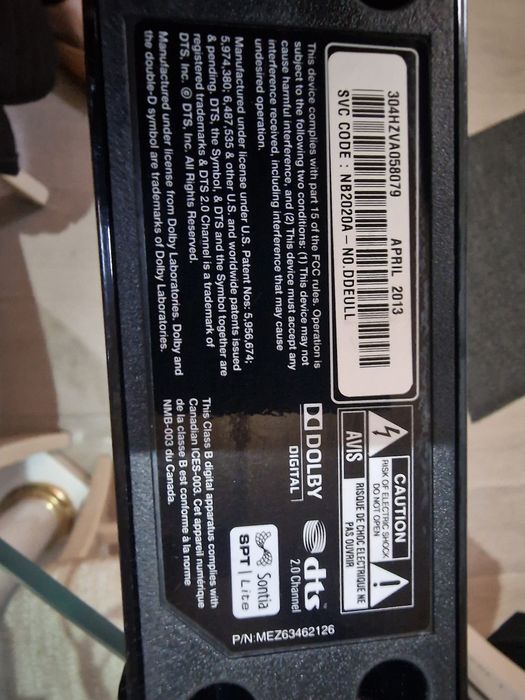 304HZVA058079 APRIL 2013
SVC CODE : NB2020A - NO.DDEULL
This device complies with part 15 of the FCC rules. Operation is
subject to the following two conditions: (1) This device may not
cause harmful interference, and (2) This device must accept any
interference received, including interference that may cause
undesired operation.
Manufactured under license under U.S. Patent Nos: 5,956,674;
5,974,380; 6,487,535 & other U.S. and worldwide patents issued
& pending. DTS, the Symbol, & DTS and the Symbol together are
registered trademarks & DTS 2.0 Channel is a trademark of
DTS, Inc. © DTS, Inc. All Rights Reserved.
Manufactured under license from Dolby Laboratories. Dolby and
the double-D symbol are trademarks of Dolby Laboratories.
CAUTION
RISK OF ELECTRIC SHOCK
DO NOT OPEN
AVIS
RISQUE DE CHOC ELECTRIQUE NE
PAS OUVRIR
DOLBY
DIGITAL
dts™
2.0 Channel
Sontia
SPT Lite
This Class B digital apparatus complies with
Canadian ICES-003. Cet appareil numérique
de la classe B est conforme à la norme
NMB-003 du Canada.
P/N:MEZ63462126